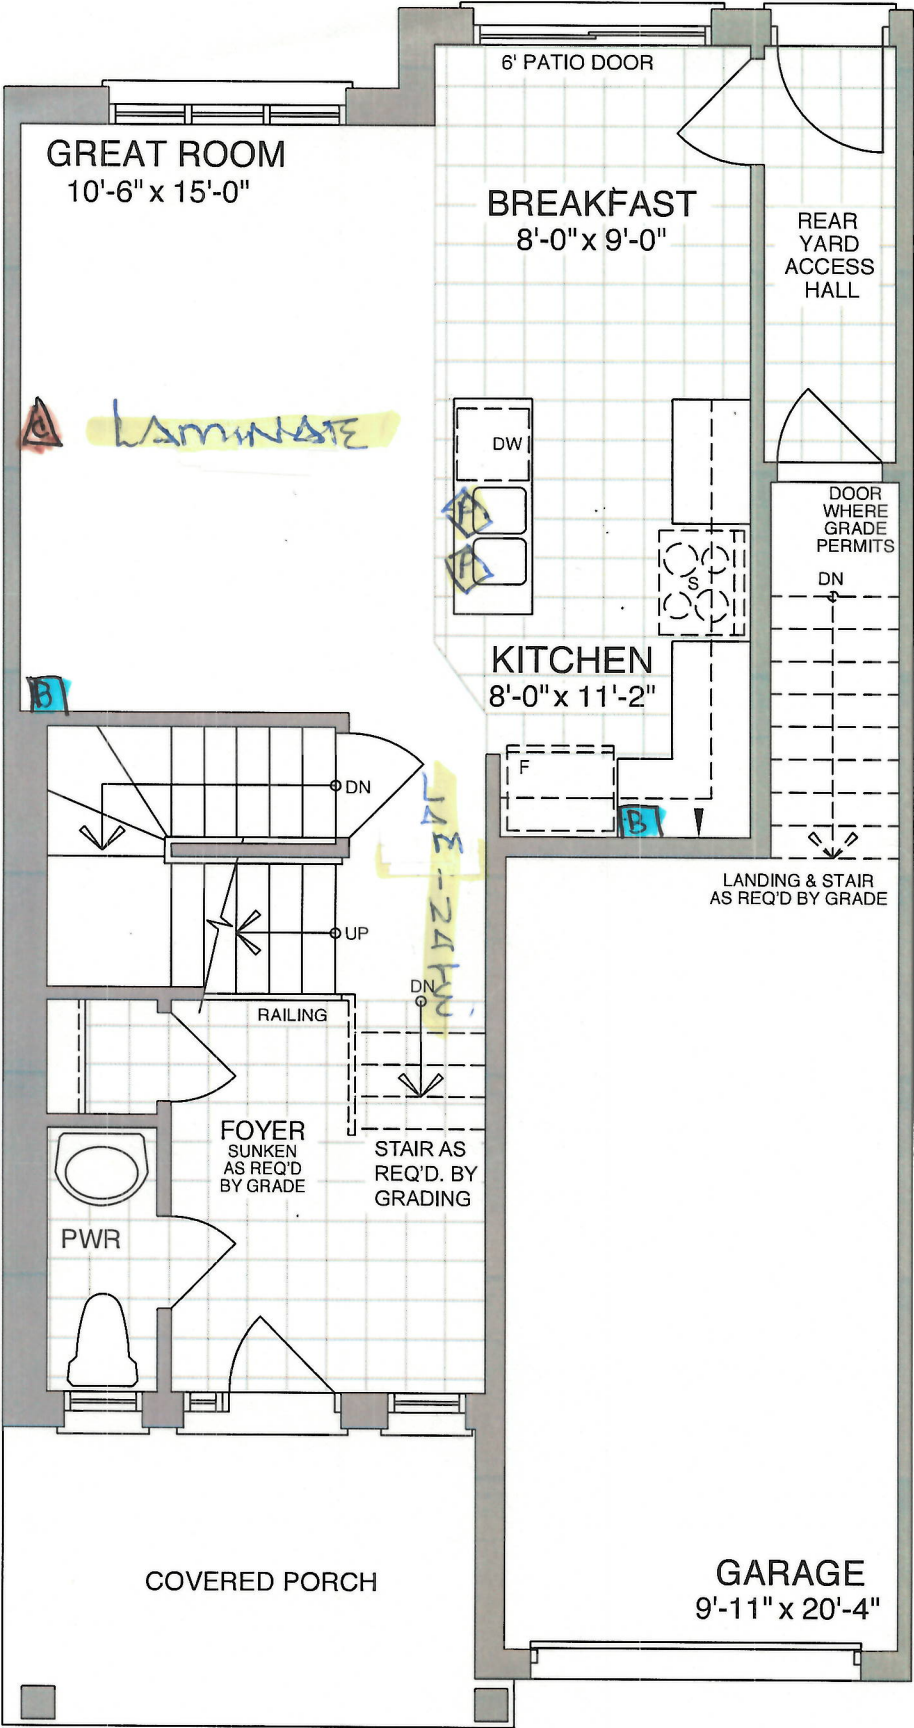 6' PATIO DOOR
GREAT ROOM
10'-6" x 15'-0"
BREAKFAST
8'-0" x 9'-0"
REAR
YARD
ACCESS
HALL
C
LAMINATE
DW
P
P
DOOR
WHERE
GRADE
PERMITS
DN
S
KITCHEN
8'-0" x 11'-2"
B
F
B
DN
LANDING & STAIR
AS REQ'D BY GRADE
UP
DN
RAILING
FOYER
SUNKEN
AS REQ'D
BY GRADE
STAIR AS
REQ'D. BY
GRADING
PWR
COVERED PORCH
GARAGE
9'-11" x 20'-4"